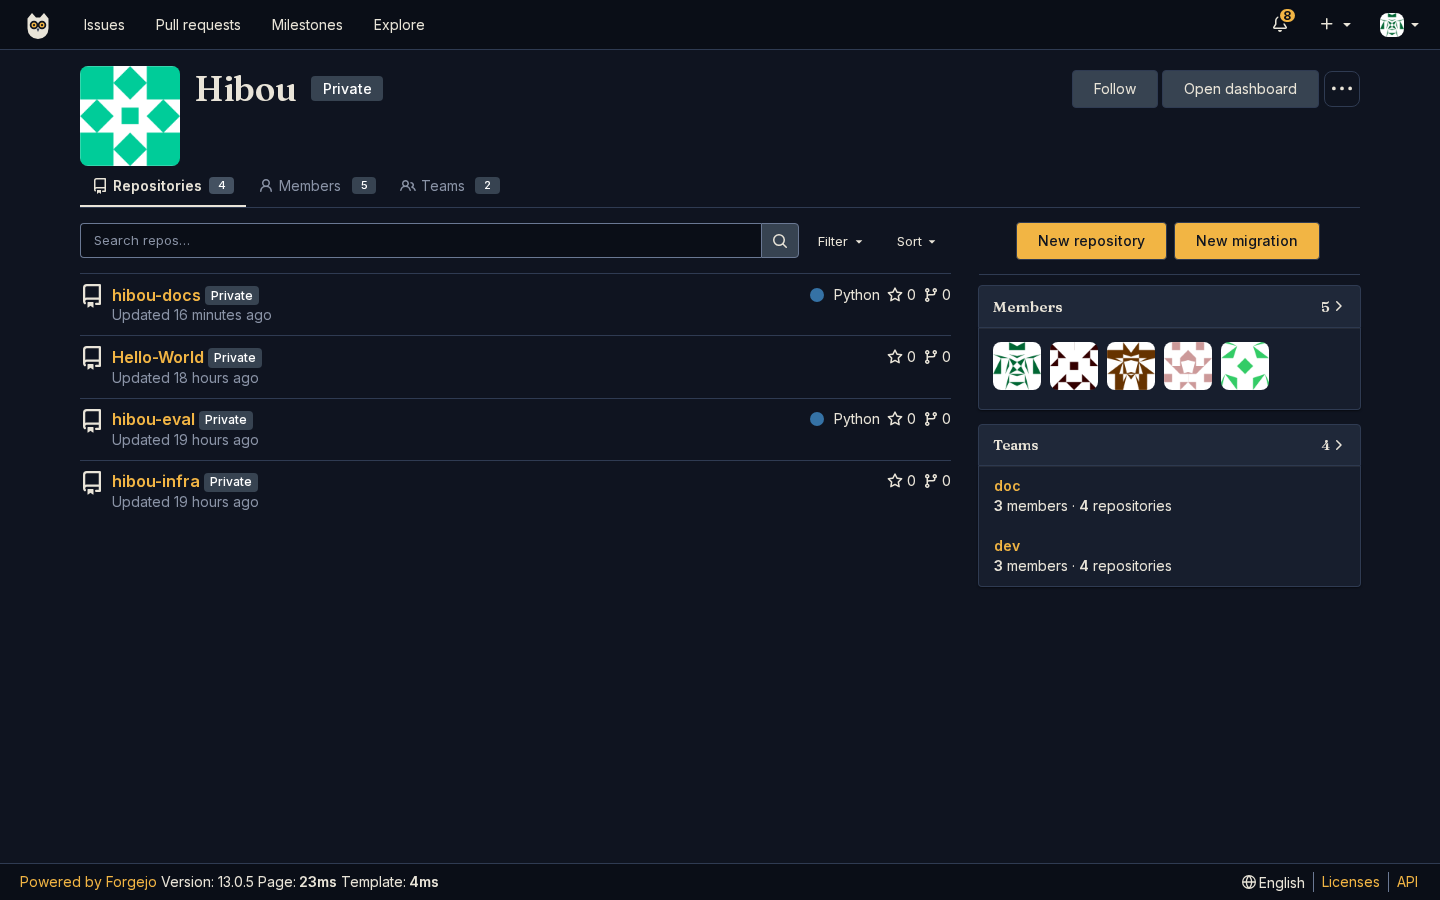 Issues Pull requests Milestones Explore 8
Hibou Private Follow Open dashboard
Repositories 4 Members 5 Teams 2
Search repos… Filter Sort New repository New migration
hibou-docs Private Python 0 0
Updated 16 minutes ago
Hello-World Private 0 0
Updated 18 hours ago
hibou-eval Private Python 0 0
Updated 19 hours ago
hibou-infra Private 0 0
Updated 19 hours ago
Members 5
Teams 4
doc
3 members · 4 repositories
dev
3 members · 4 repositories
Powered by Forgejo Version: 13.0.5 Page: 23ms Template: 4ms English Licenses API